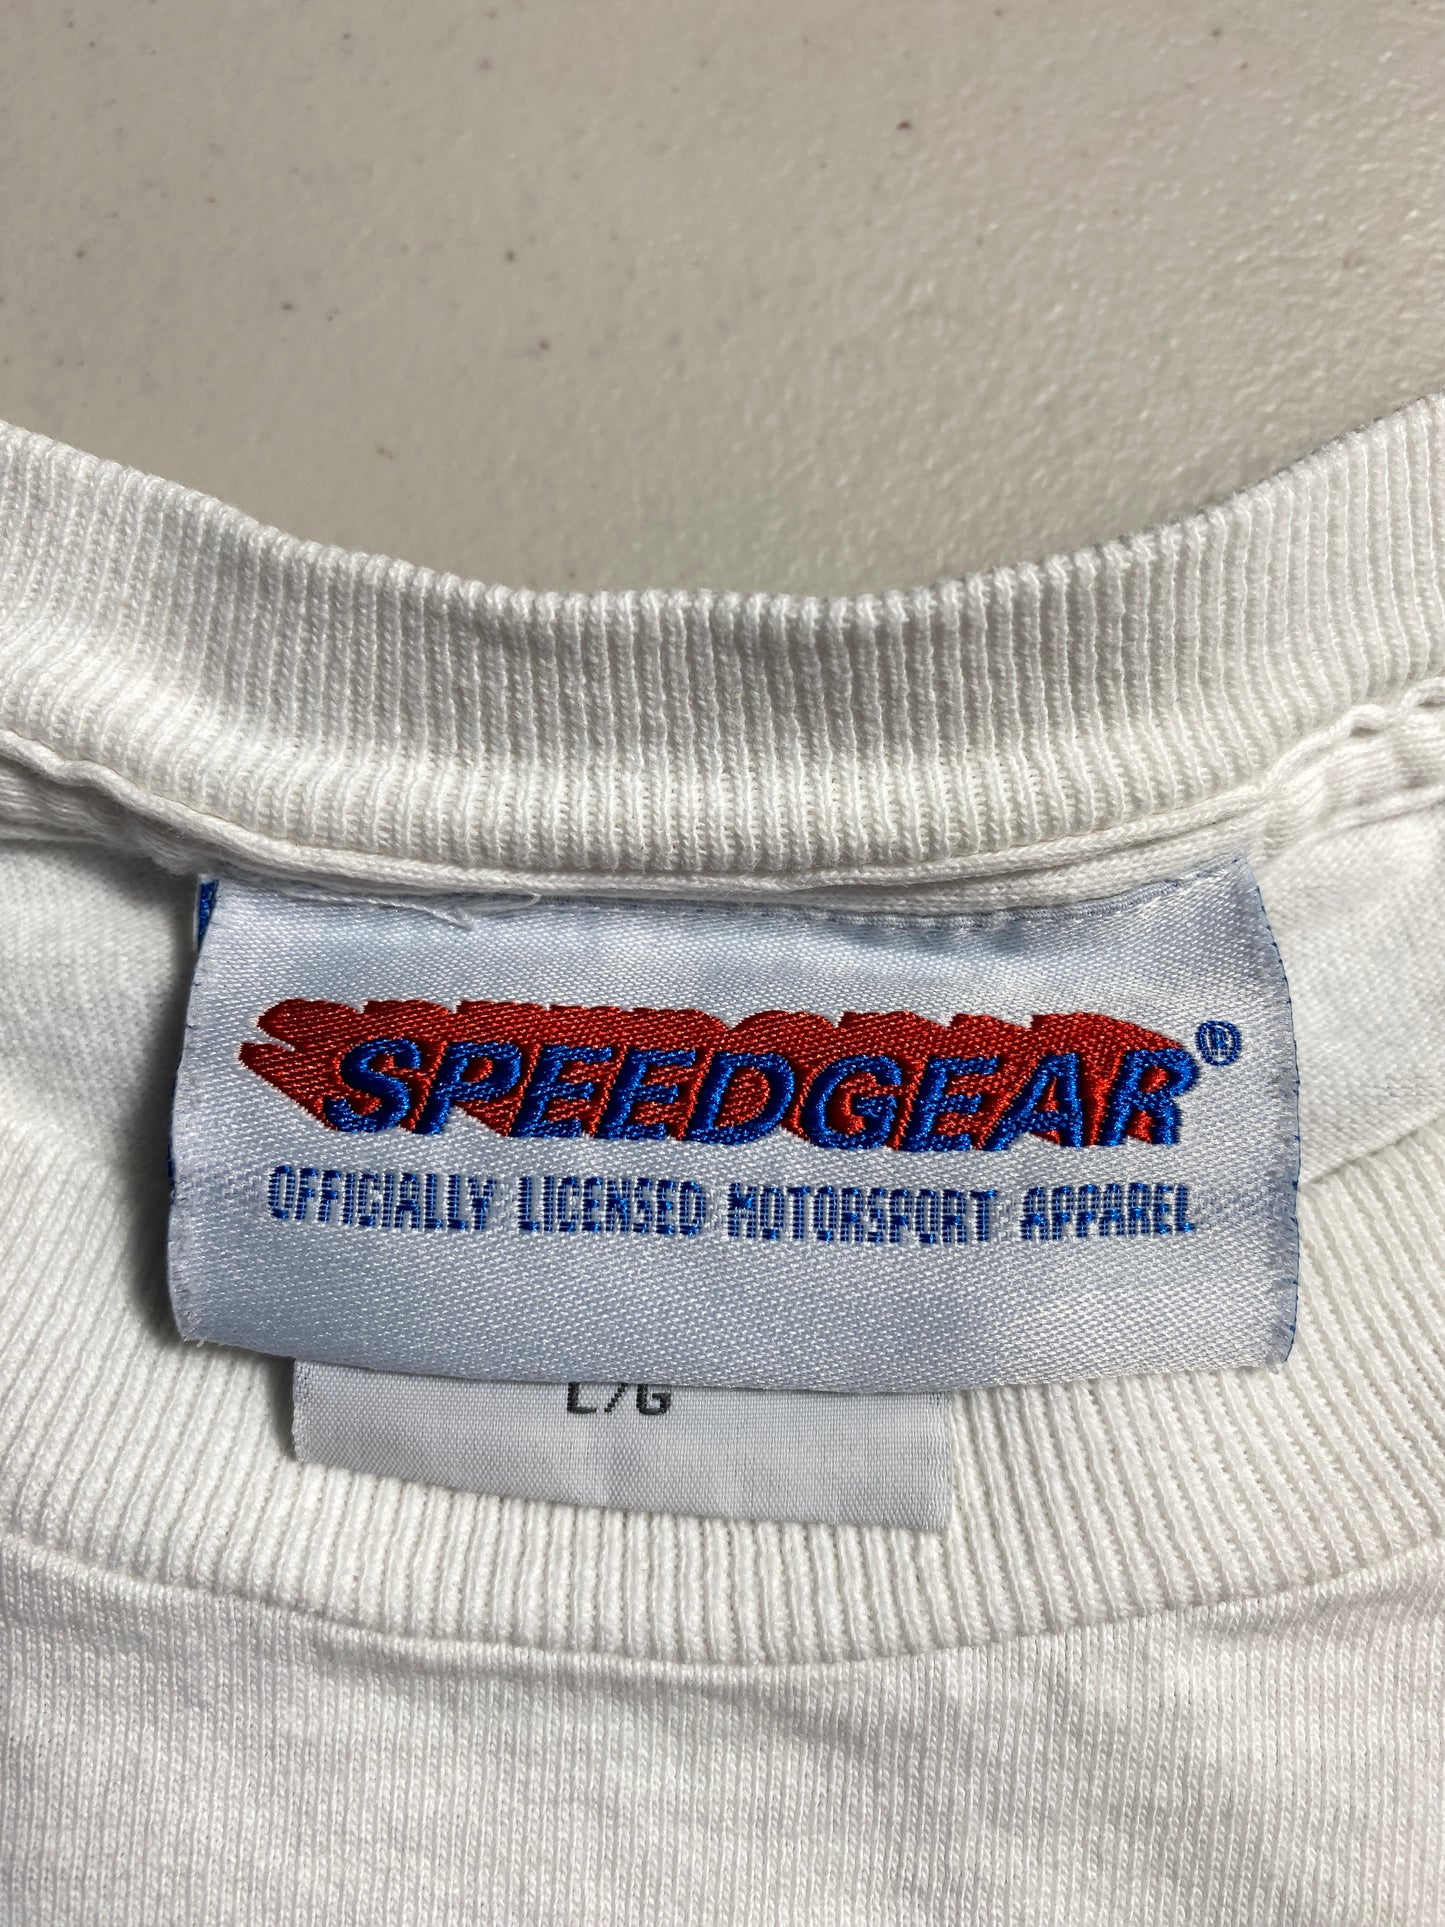 SPEEDGEAR®
OFFICIALLY LICENSED MOTORSPORT APPAREL
L/G